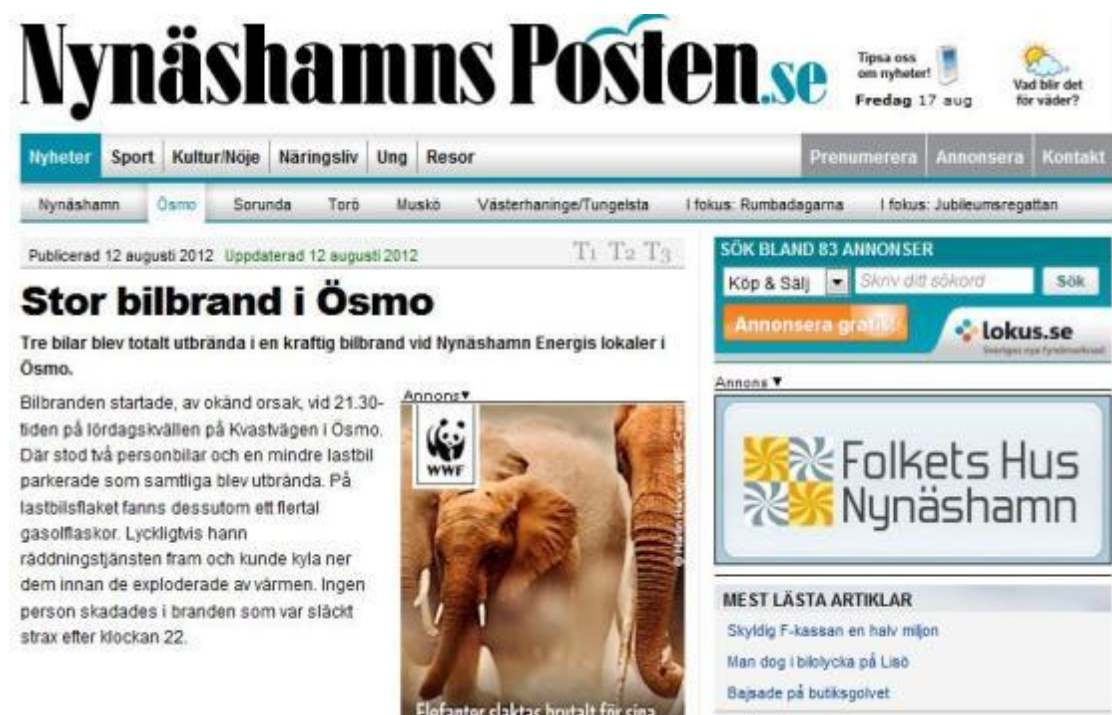 Nynäshamns Posten.se
Tipsa oss
om nyheter!
Fredag 17 aug
Vad blir det
för väder?
Nyheter Sport Kultur/Nöje Näringsliv Ung Resor Prenumerera Annonsera Kontakt
Nynäshamn Ösmo Sorunda Torö Muskö Västerhaninge/Tungelsta I fokus: Rumbadagarna I fokus: Jubileumsregattan
Publicerad 12 augusti 2012 Uppdaterad 12 augusti 2012 T1 T2 T3
Stor bilbrand i Ösmo
Tre bilar blev totalt utbrända i en kraftig bilbrand vid Nynäshamn Energis lokaler i
Ösmo.
Bilbranden startade, av okänd orsak, vid 21.30-
tiden på lördagskvällen på Kvastvägen i Ösmo.
Där stod två personbilar och en mindre lastbil
parkerade som samtliga blev utbrända. På
lastbilsflaket fanns dessutom ett flertal
gasolflaskor. Lyckligtvis hann
räddningstjänsten fram och kunde kyla ner
dem innan de exploderade av värmen. Ingen
person skadades i branden som var släckt
strax efter klockan 22.
Annons▼
WWF
Elefanter slaktas brutalt för sina
SÖK BLAND 83 ANNONSER
Köp & Sälj Skriv ditt sökord Sök
Annonsera gratis!
lokus.se
Annons ▼
Folkets Hus
Nynäshamn
MEST LÄSTA ARTIKLAR
Skyldig F-kassan en halv miljon
Man dog i bilolycka på Lisö
Bajsade på butiksgolvet